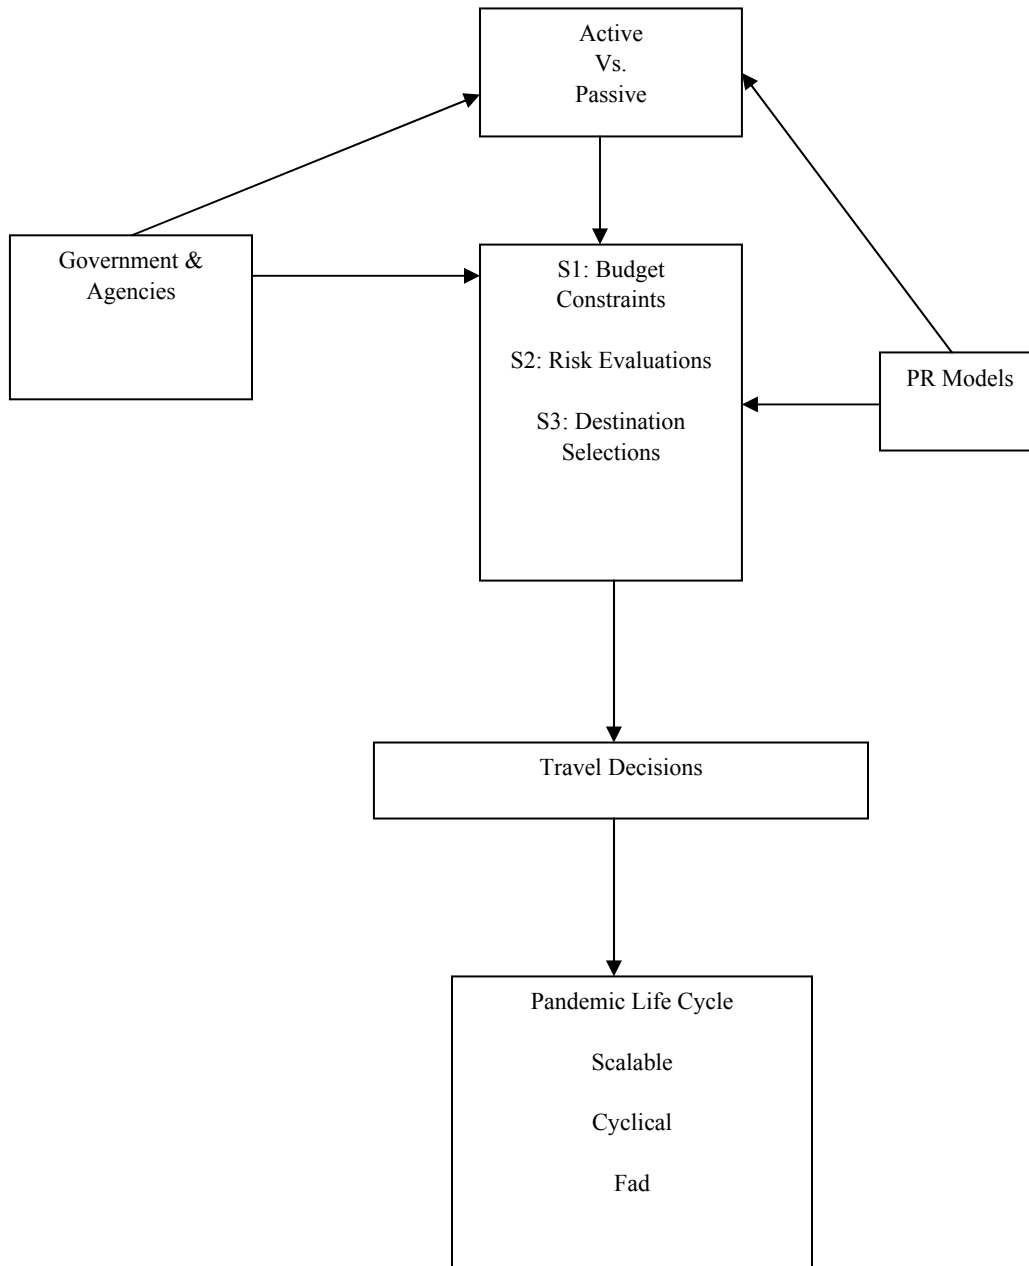 Active
Vs.
Passive
Government &
Agencies
S1: Budget
Constraints
S2: Risk Evaluations
S3: Destination
Selections
PR Models
Travel Decisions
Pandemic Life Cycle
Scalable
Cyclical
Fad